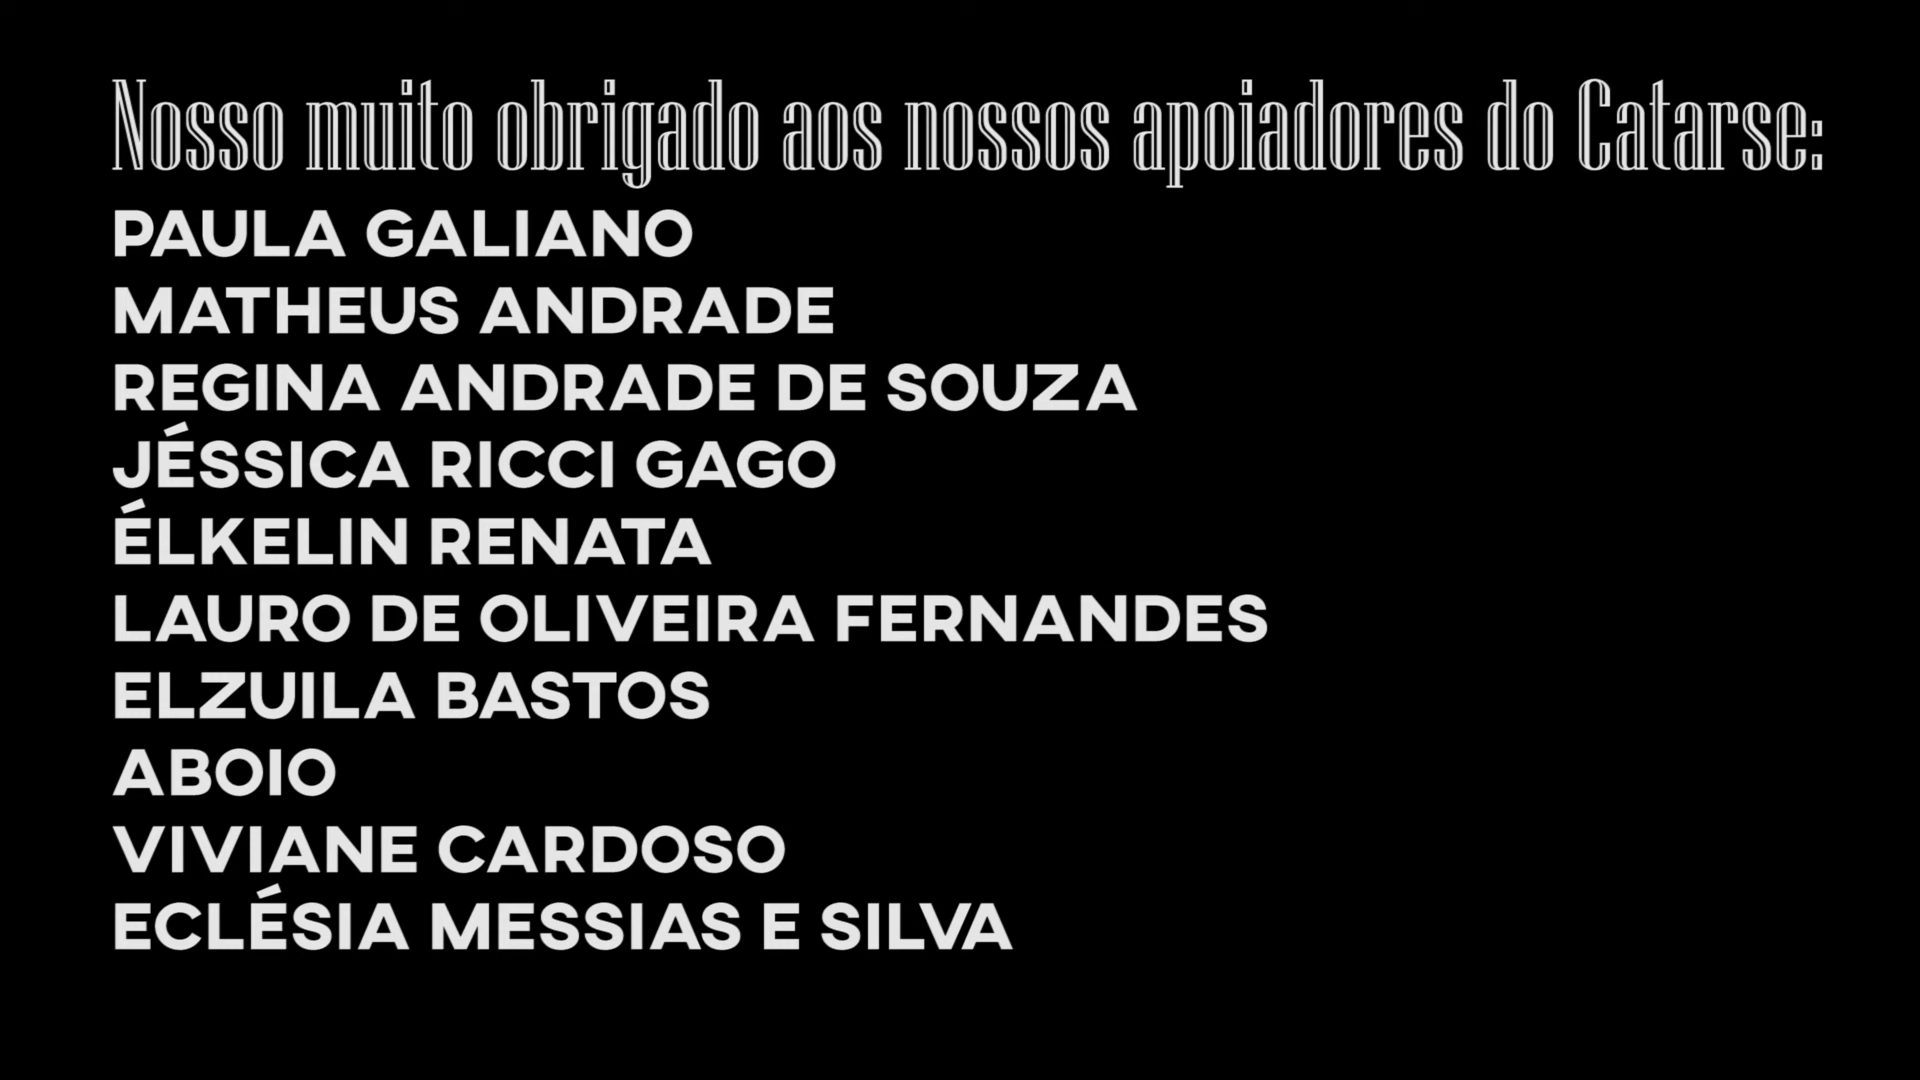 Nosso muito obrigado aos nossos apoiadores do Catarse:
PAULA GALIANO
MATHEUS ANDRADE
REGINA ANDRADE DE SOUZA
JÉSSICA RICCI GAGO
ÉLKELIN RENATA
LAURO DE OLIVEIRA FERNANDES
ELZUILA BASTOS
ABOIO
VIVIANE CARDOSO
ECLÉSIA MESSIAS E SILVA